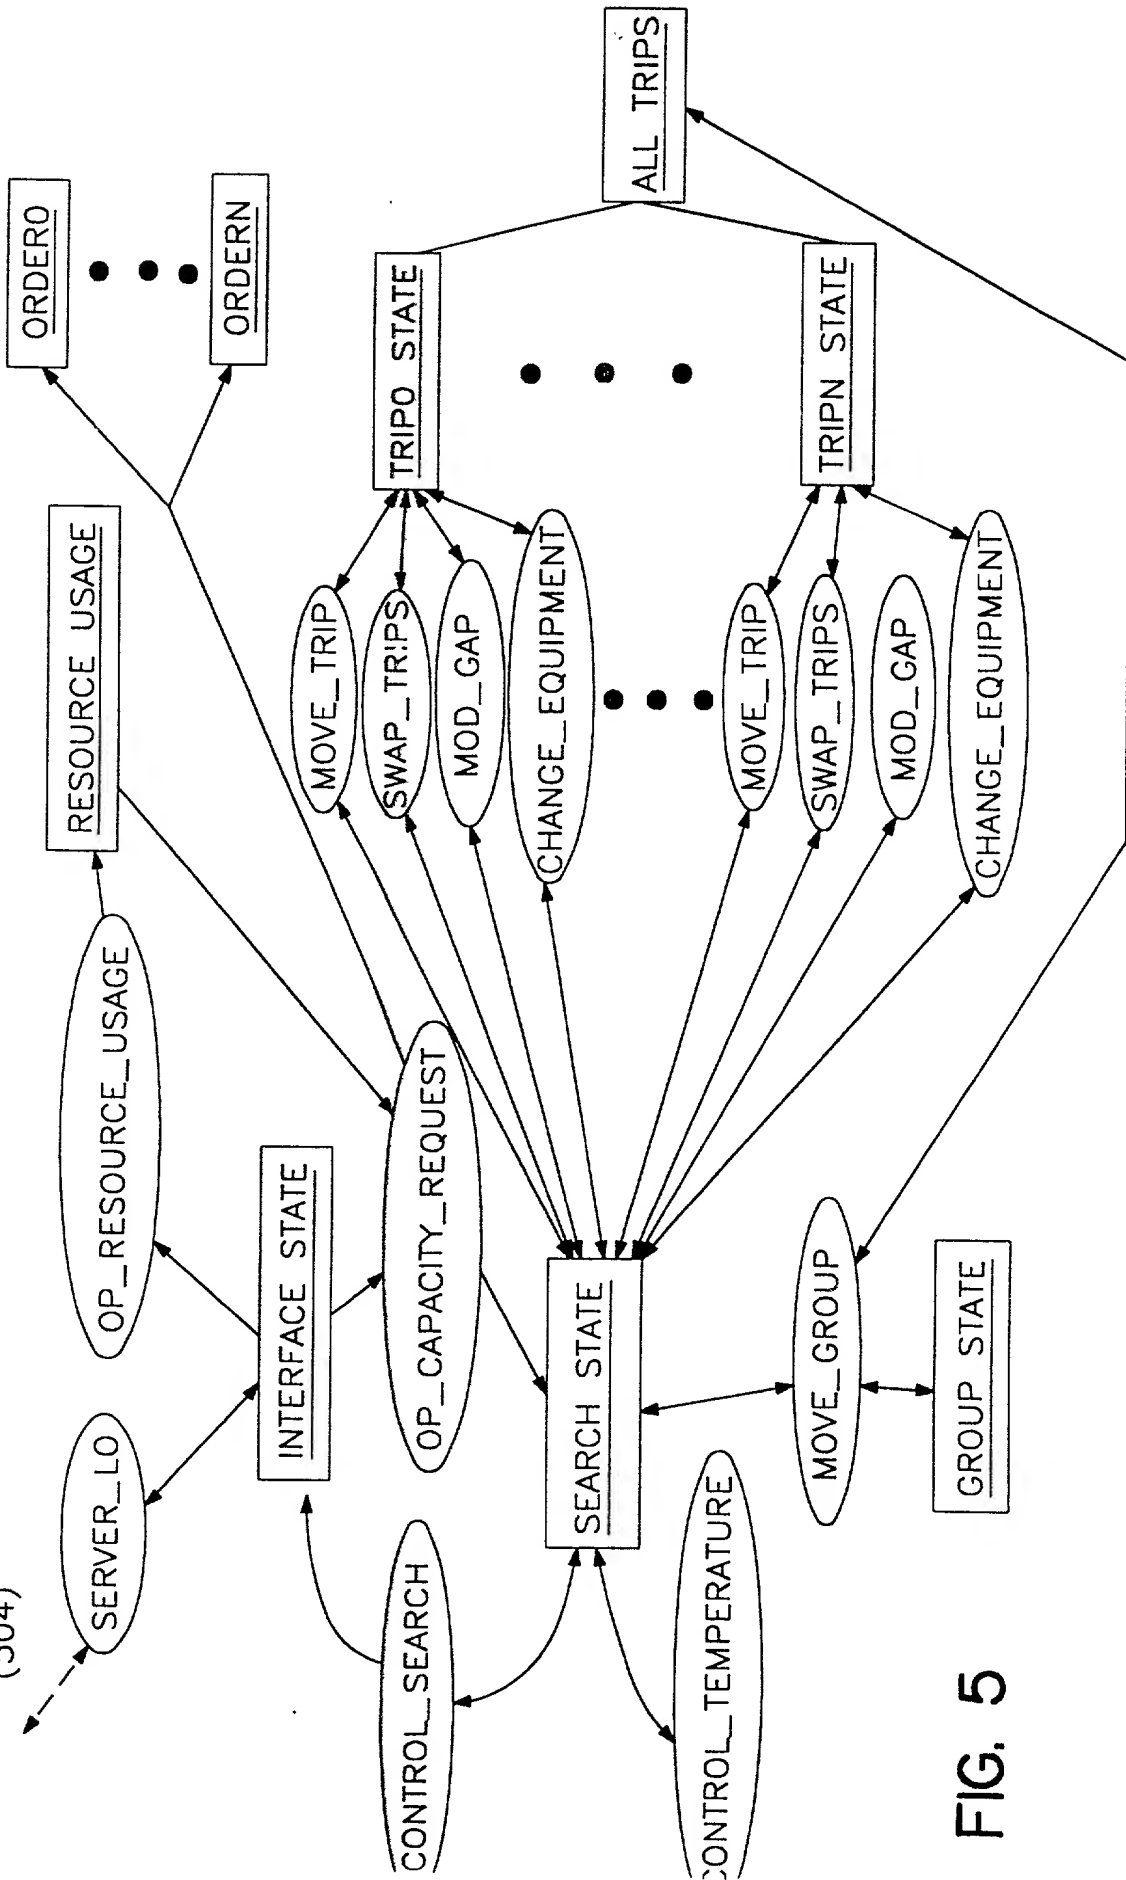 (504)
SERVER_LO
OP_RESOURCE_USAGE
RESOURCE USAGE
ORDER0
ORDERN
INTERFACE STATE
CONTROL_SEARCH
OP_CAPACITY_REQUEST
MOVE_TRIP
SWAP_TRIPS
MOD_GAP
CHANGE_EQUIPMENT
TRIP0 STATE
ALL TRIPS
SEARCH STATE
CONTROL_TEMPERATURE
MOVE_GROUP
GROUP STATE
MOVE_TRIP
SWAP_TRIPS
MOD_GAP
CHANGE_EQUIPMENT
TRIPN STATE
FIG. 5